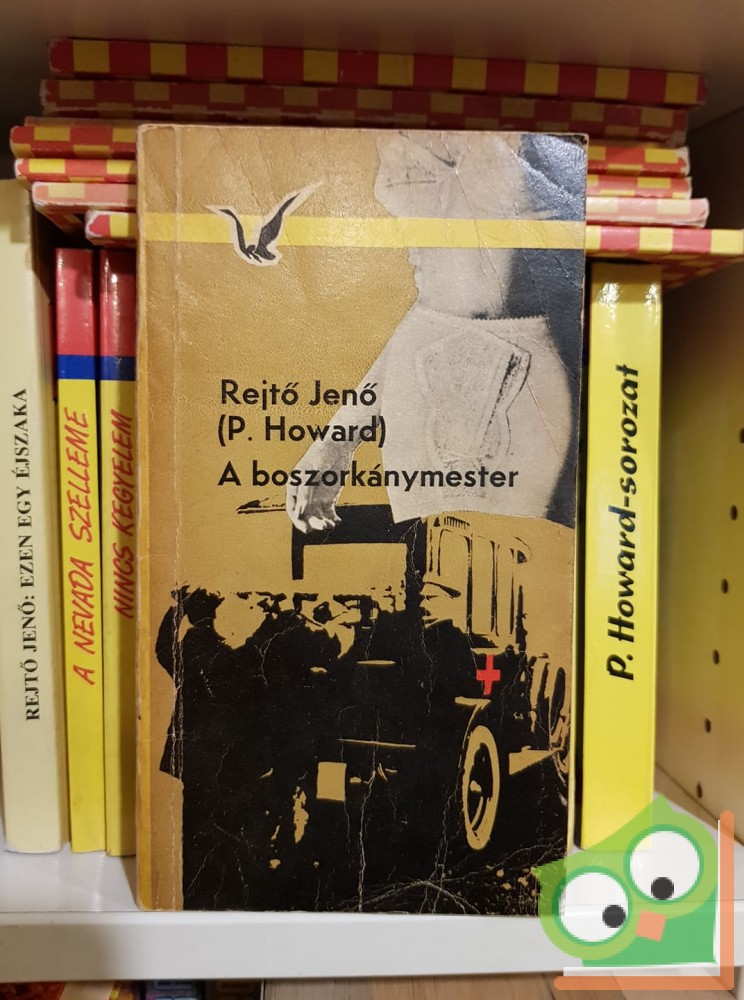 Rejtő Jenő
(P. Howard)
A boszorkánymester
REJTŐ JENŐ: EZEN EGY ÉJSZAKA
A NEVADA SZELLEME
NINCS KEGYELEM
P. Howard-sorozat